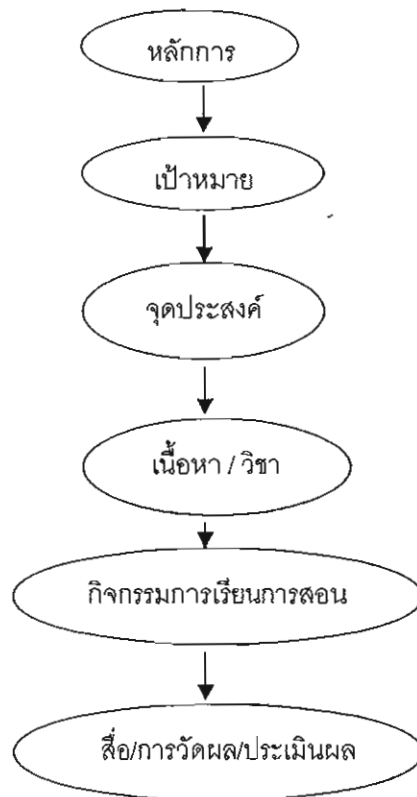 หลักการ
เป้าหมาย
จุดประสงค์
เนื้อหา / วิชา
กิจกรรมการเรียนการสอน
สื่อ/การวัดผล/ประเมินผล